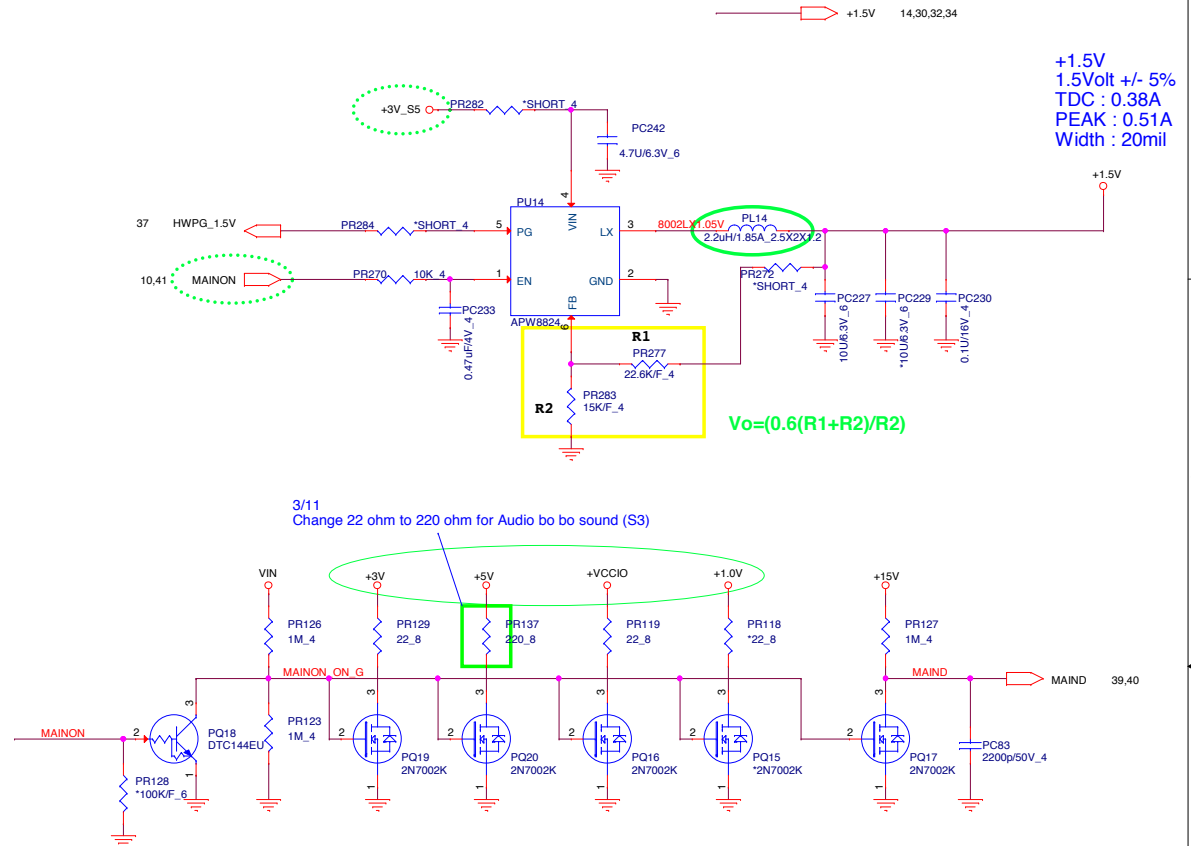 +1.5V 14,30,32,34
+1.5V
1.5Volt +/- 5%
TDC : 0.38A
PEAK : 0.51A
Width : 20mil
+3V_S5
PR282
*SHORT_4
PC242
4.7U/6.3V_6
+1.5V
PU14
4
VIN
37 HWPG_1.5V
PR284
*SHORT_4
5
PG
LX
3
8002LX1.05V
PL14
2.2uH/1.85A_2.5X2X1.2
10,41 MAINON
PR270
10K_4
1
EN
GND
2
PR272
*SHORT_4
FB
6
APW8824
PC233
0.47uF/4V_4
PC227
10U/6.3V_6
PC229
*10U/6.3V_6
PC230
0.1U/16V_4
R1
PR277
22.6K/F_4
R2
PR283
15K/F_4
Vo=(0.6(R1+R2)/R2)
3/11
Change 22 ohm to 220 ohm for Audio bo bo sound (S3)
VIN
+3V
+5V
+VCCIO
+1.0V
+15V
PR126
1M_4
PR129
22_8
PR137
220_8
PR119
22_8
PR118
*22_8
PR127
1M_4
MAINON_ON_G
MAIND
MAIND 39,40
MAINON
2
3
1
PQ18
DTC144EU
PR123
1M_4
2
3
1
PQ19
2N7002K
2
3
1
PQ20
2N7002K
2
3
1
PQ16
2N7002K
2
3
1
PQ15
*2N7002K
2
3
1
PQ17
2N7002K
PC83
2200p/50V_4
PR128
*100K/F_6